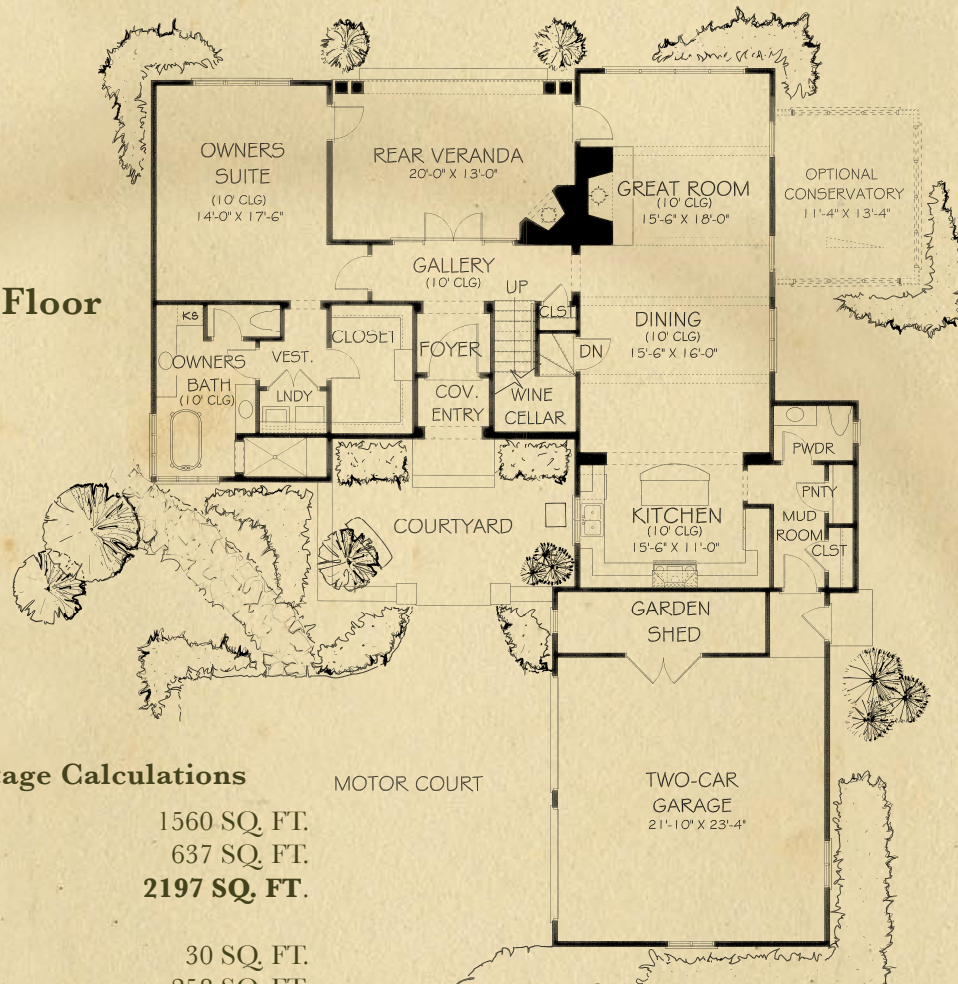 OWNERS
SUITE
(10' CLG)
14'-0" X 17'-6"
REAR VERANDA
20'-0" X 13'-0"
GREAT ROOM
(10' CLG)
15'-6" X 18'-0"
OPTIONAL
CONSERVATORY
11'-4" X 13'-4"
GALLERY
(10' CLG)
UP
CLST
Floor
KS
OWNERS
BATH
(10' CLG)
VEST.
LNDY
CLOSET
FOYER
COV.
ENTRY
DN
WINE
CELLAR
DINING
(10' CLG)
15'-6" X 16'-0"
PWDR
PNTY
MUD
ROOM
CLST
KITCHEN
(10' CLG)
15'-6" X 11'-0"
COURTYARD
GARDEN
SHED
MOTOR COURT
TWO-CAR
GARAGE
21'-10" X 23'-4"
Calculations
1560 SQ. FT.
637 SQ. FT.
2197 SQ. FT.
30 SQ. FT.